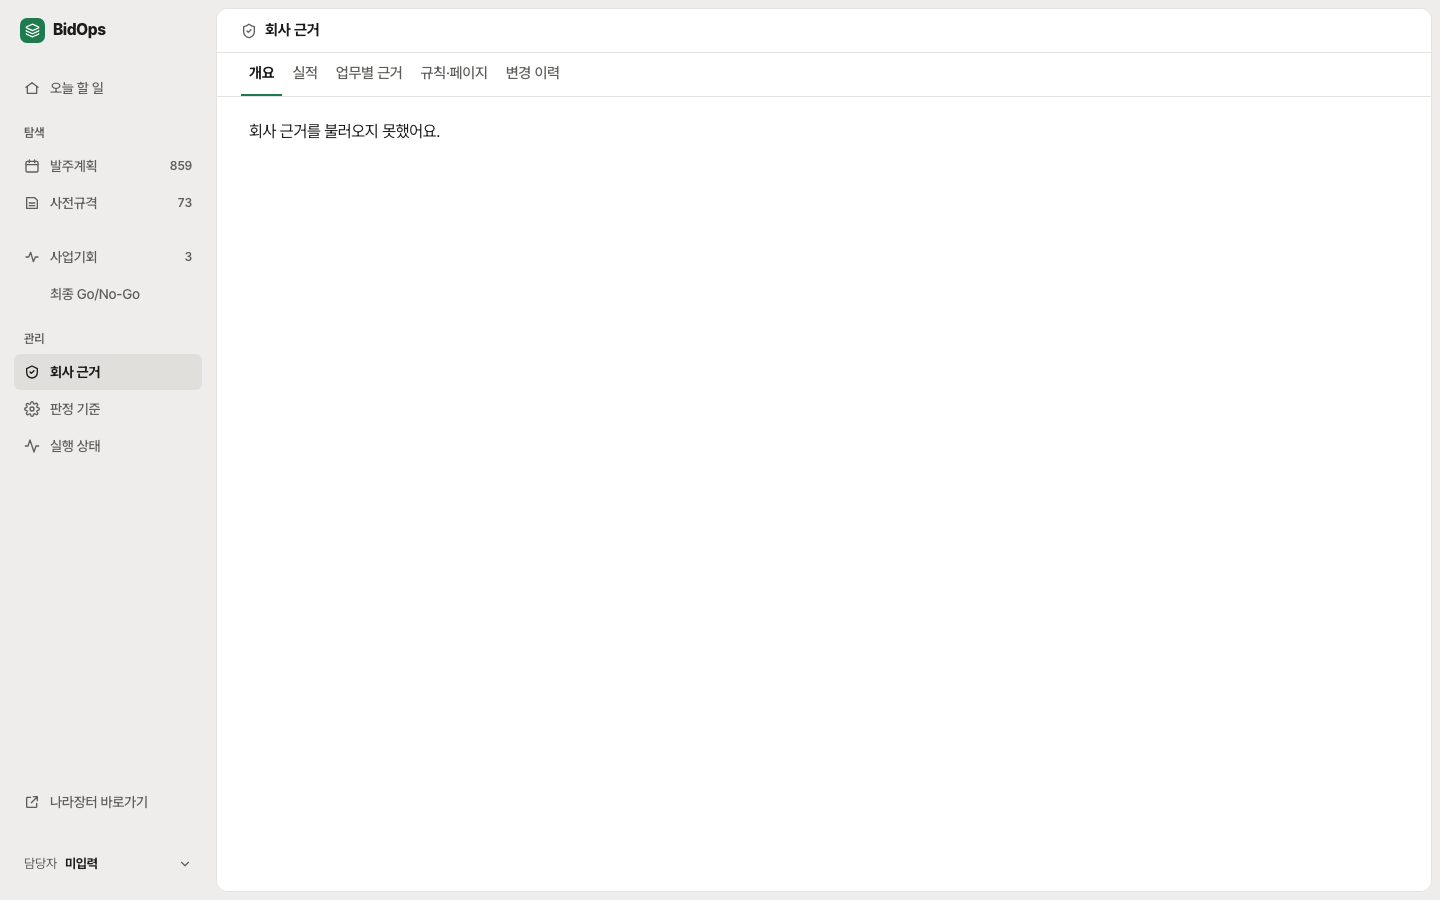 BidOps
오늘 할 일
탐색
발주계획 859
사전규격 73
사업기회 3
최종 Go/No-Go
관리
회사 근거
판정 기준
실행 상태
나라장터 바로가기
담당자 미입력
회사 근거
개요 실적 업무별 근거 규칙·페이지 변경 이력
회사 근거를 불러오지 못했어요.